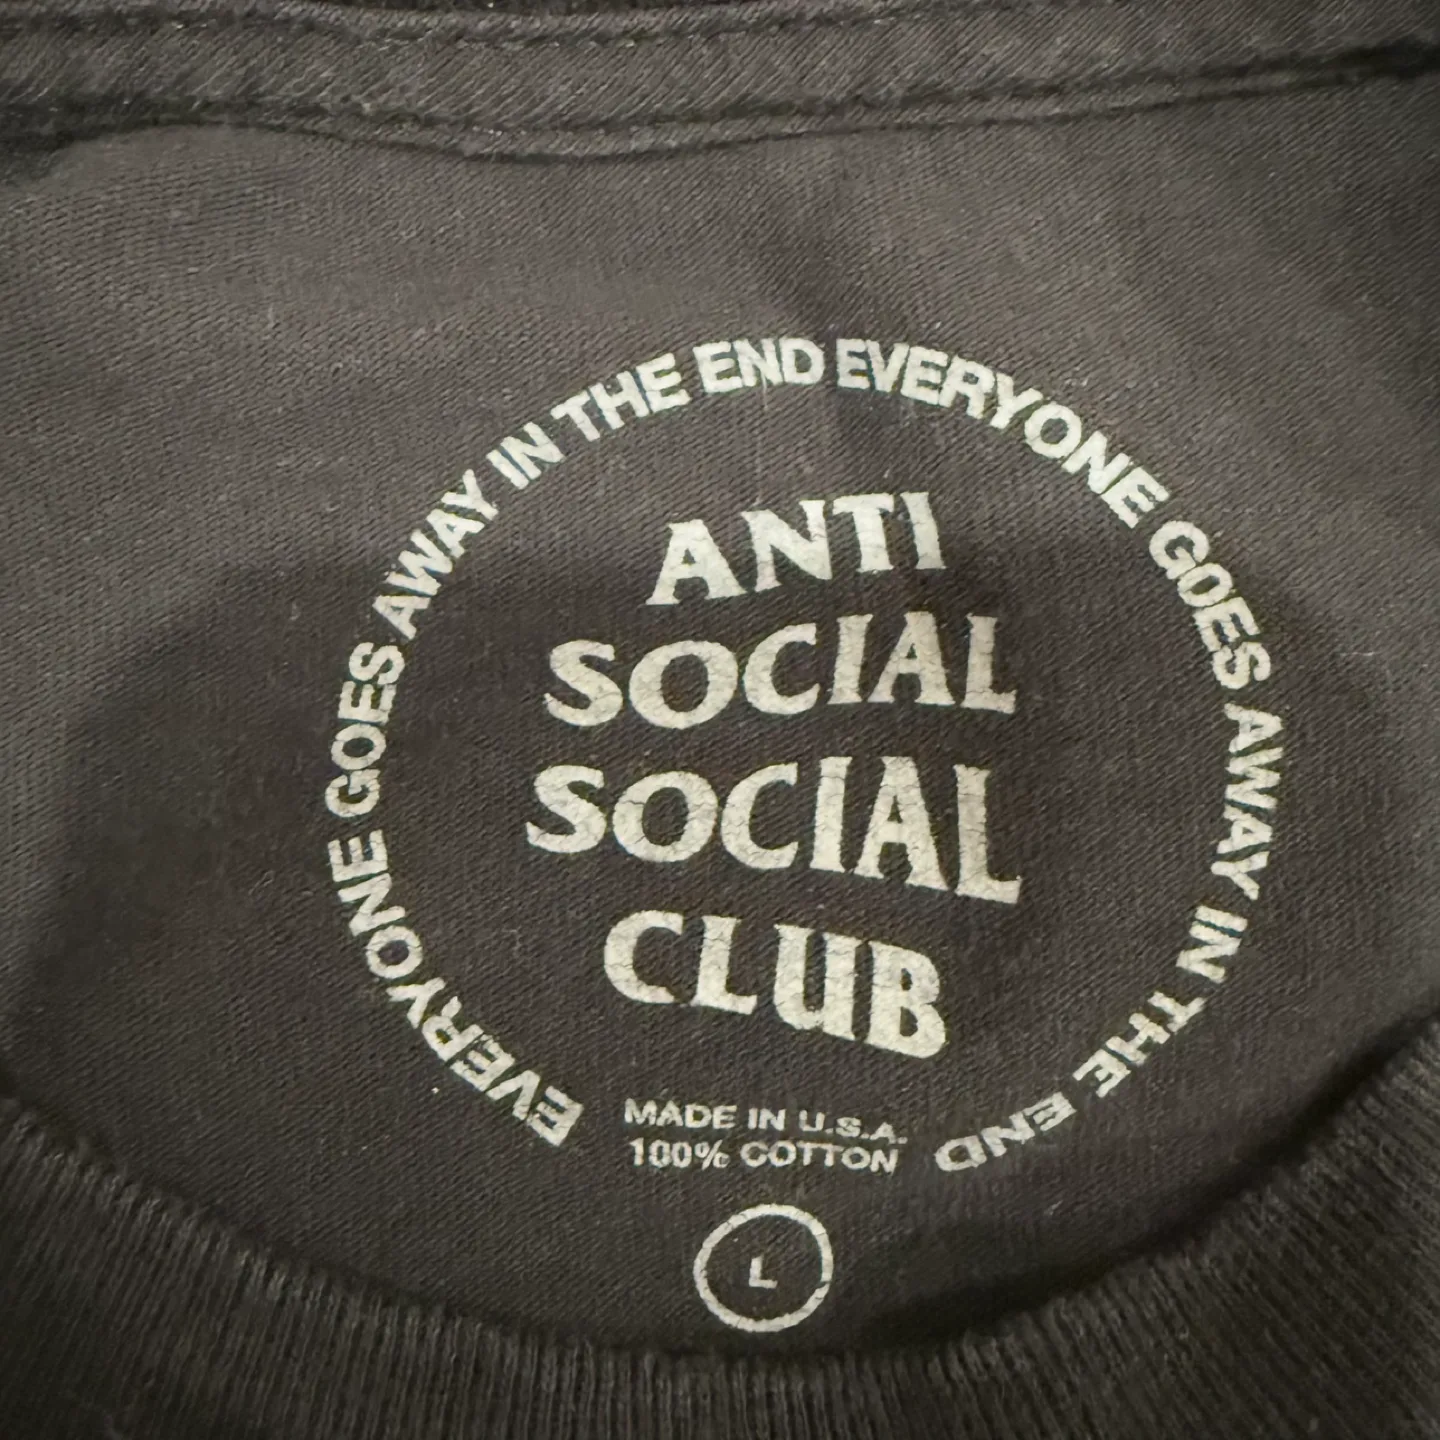 EVERYONE GOES AWAY IN THE END EVERYONE GOES AWAY IN THE END
ANTI
SOCIAL
SOCIAL
CLUB
MADE IN U.S.A.
100% COTTON
L